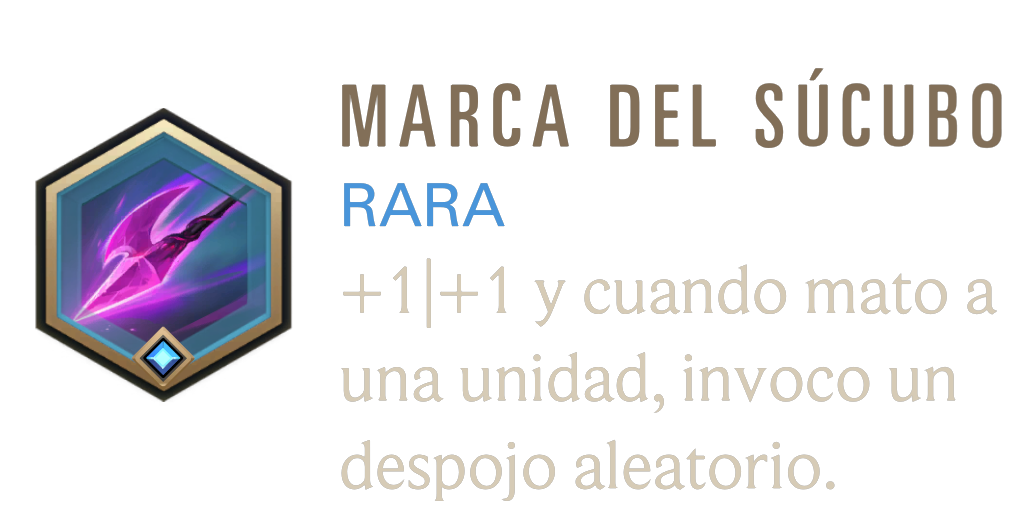 MARCA DEL SÚCUBO
RARA
+1|+1 y cuando mato a
una unidad, invoco un
despojo aleatorio.